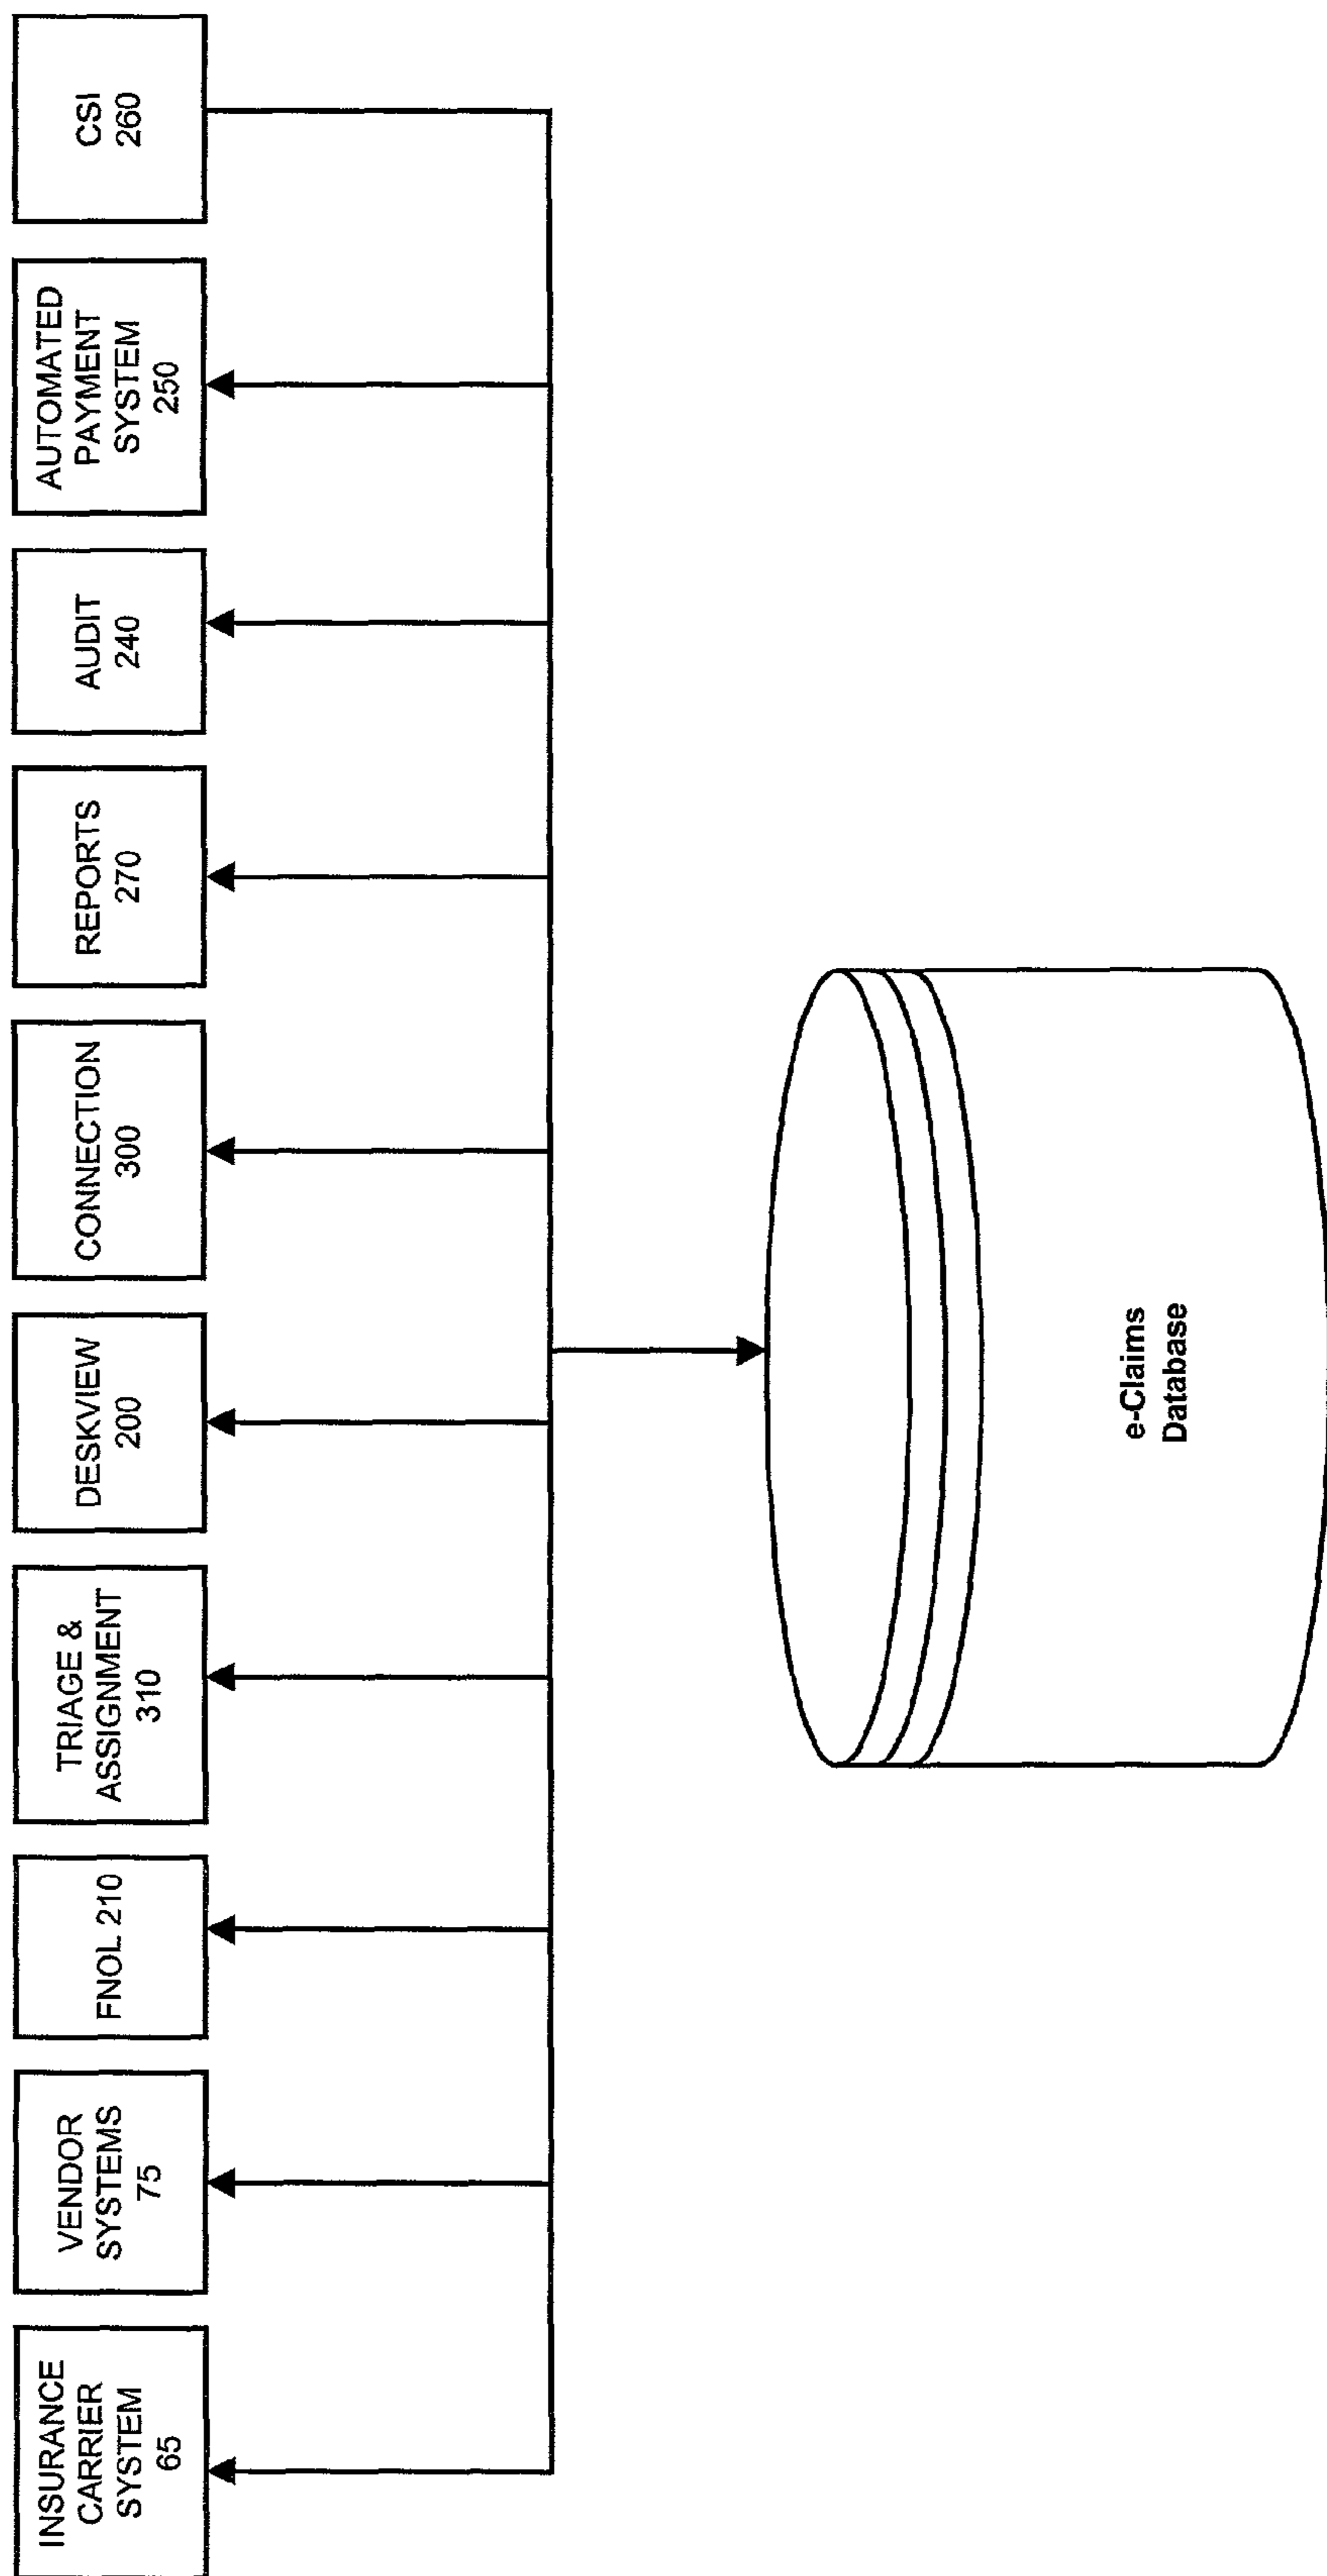 INSURANCE
CARRIER
SYSTEM
65
VENDOR
SYSTEMS
75
FNOL 210
TRIAGE &
ASSIGNMENT
310
DESKVIEW
200
CONNECTION
300
REPORTS
270
AUDIT
240
AUTOMATED
PAYMENT
SYSTEM
250
CSI
260
e-Claims
Database